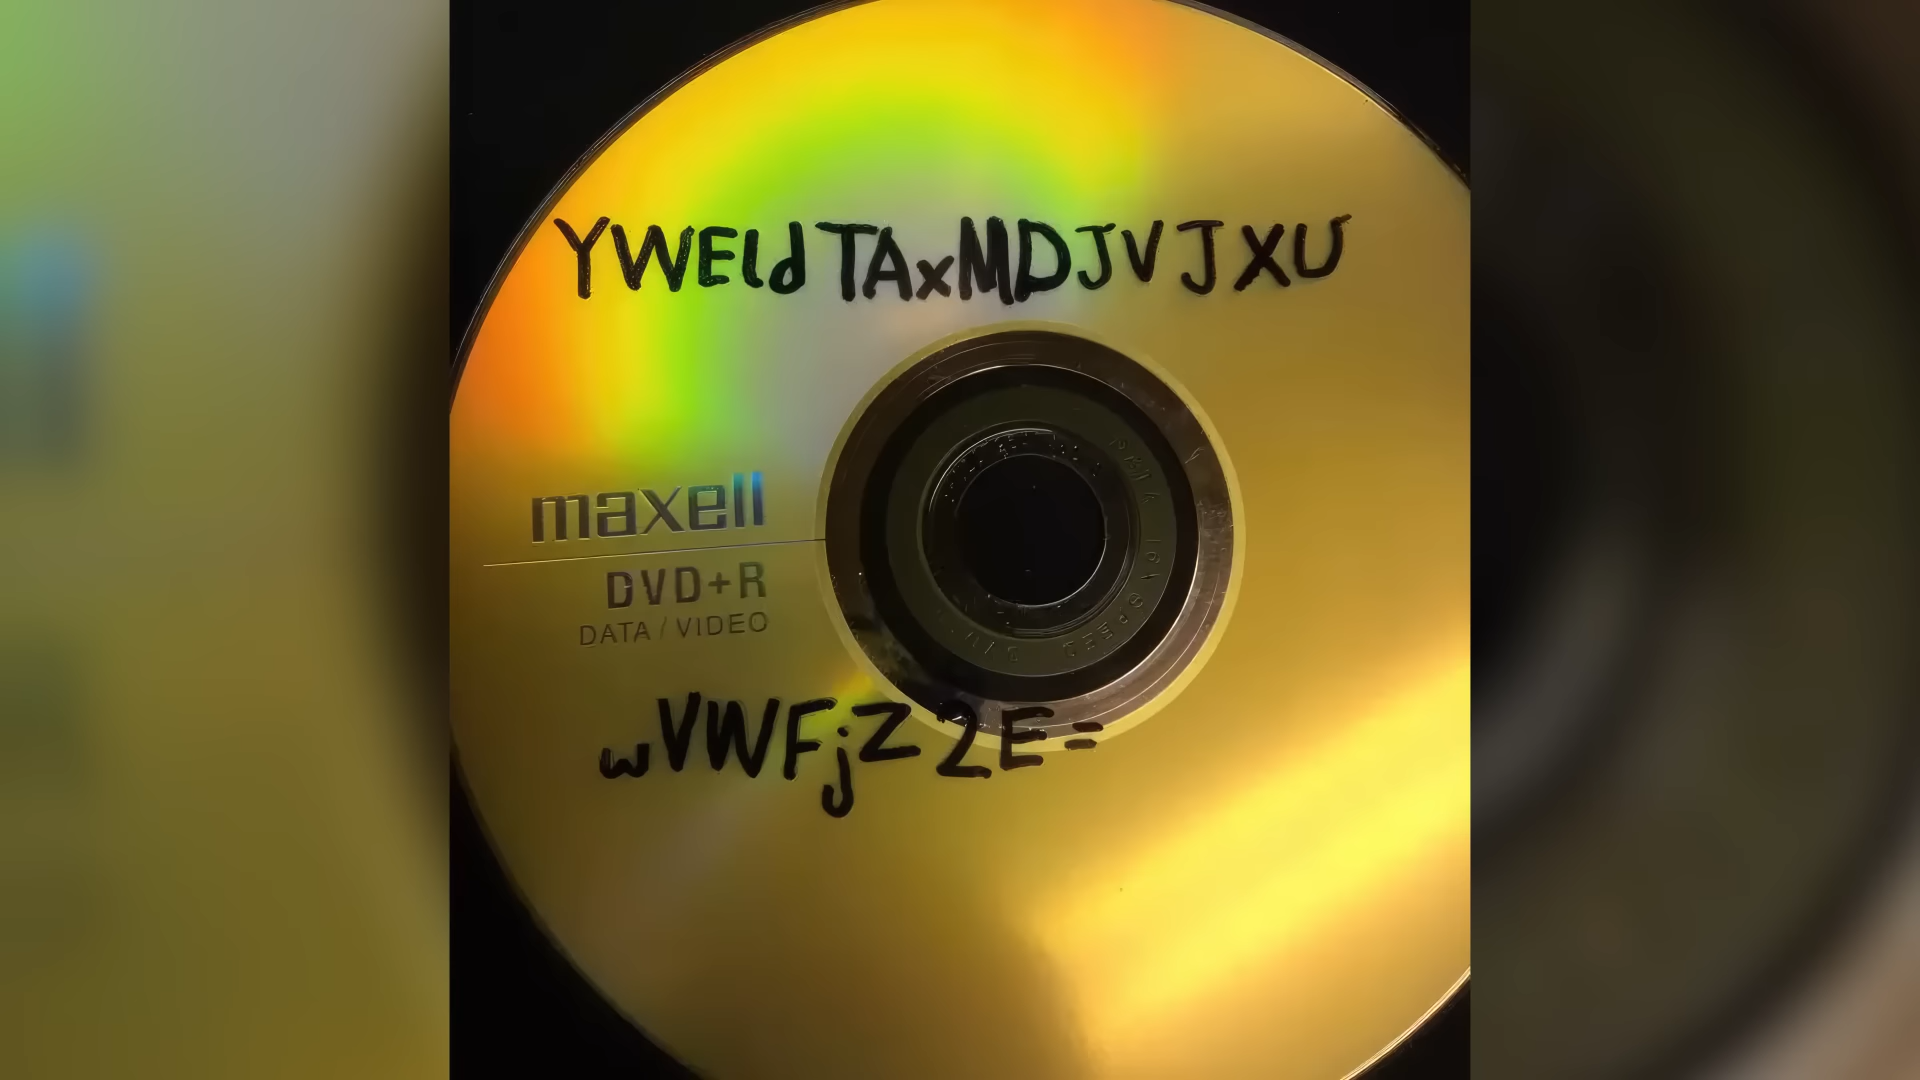 YWEldTAxMDJVJXU
maxell
DVD+R
DATA / VIDEO
wVWFjZ2E=